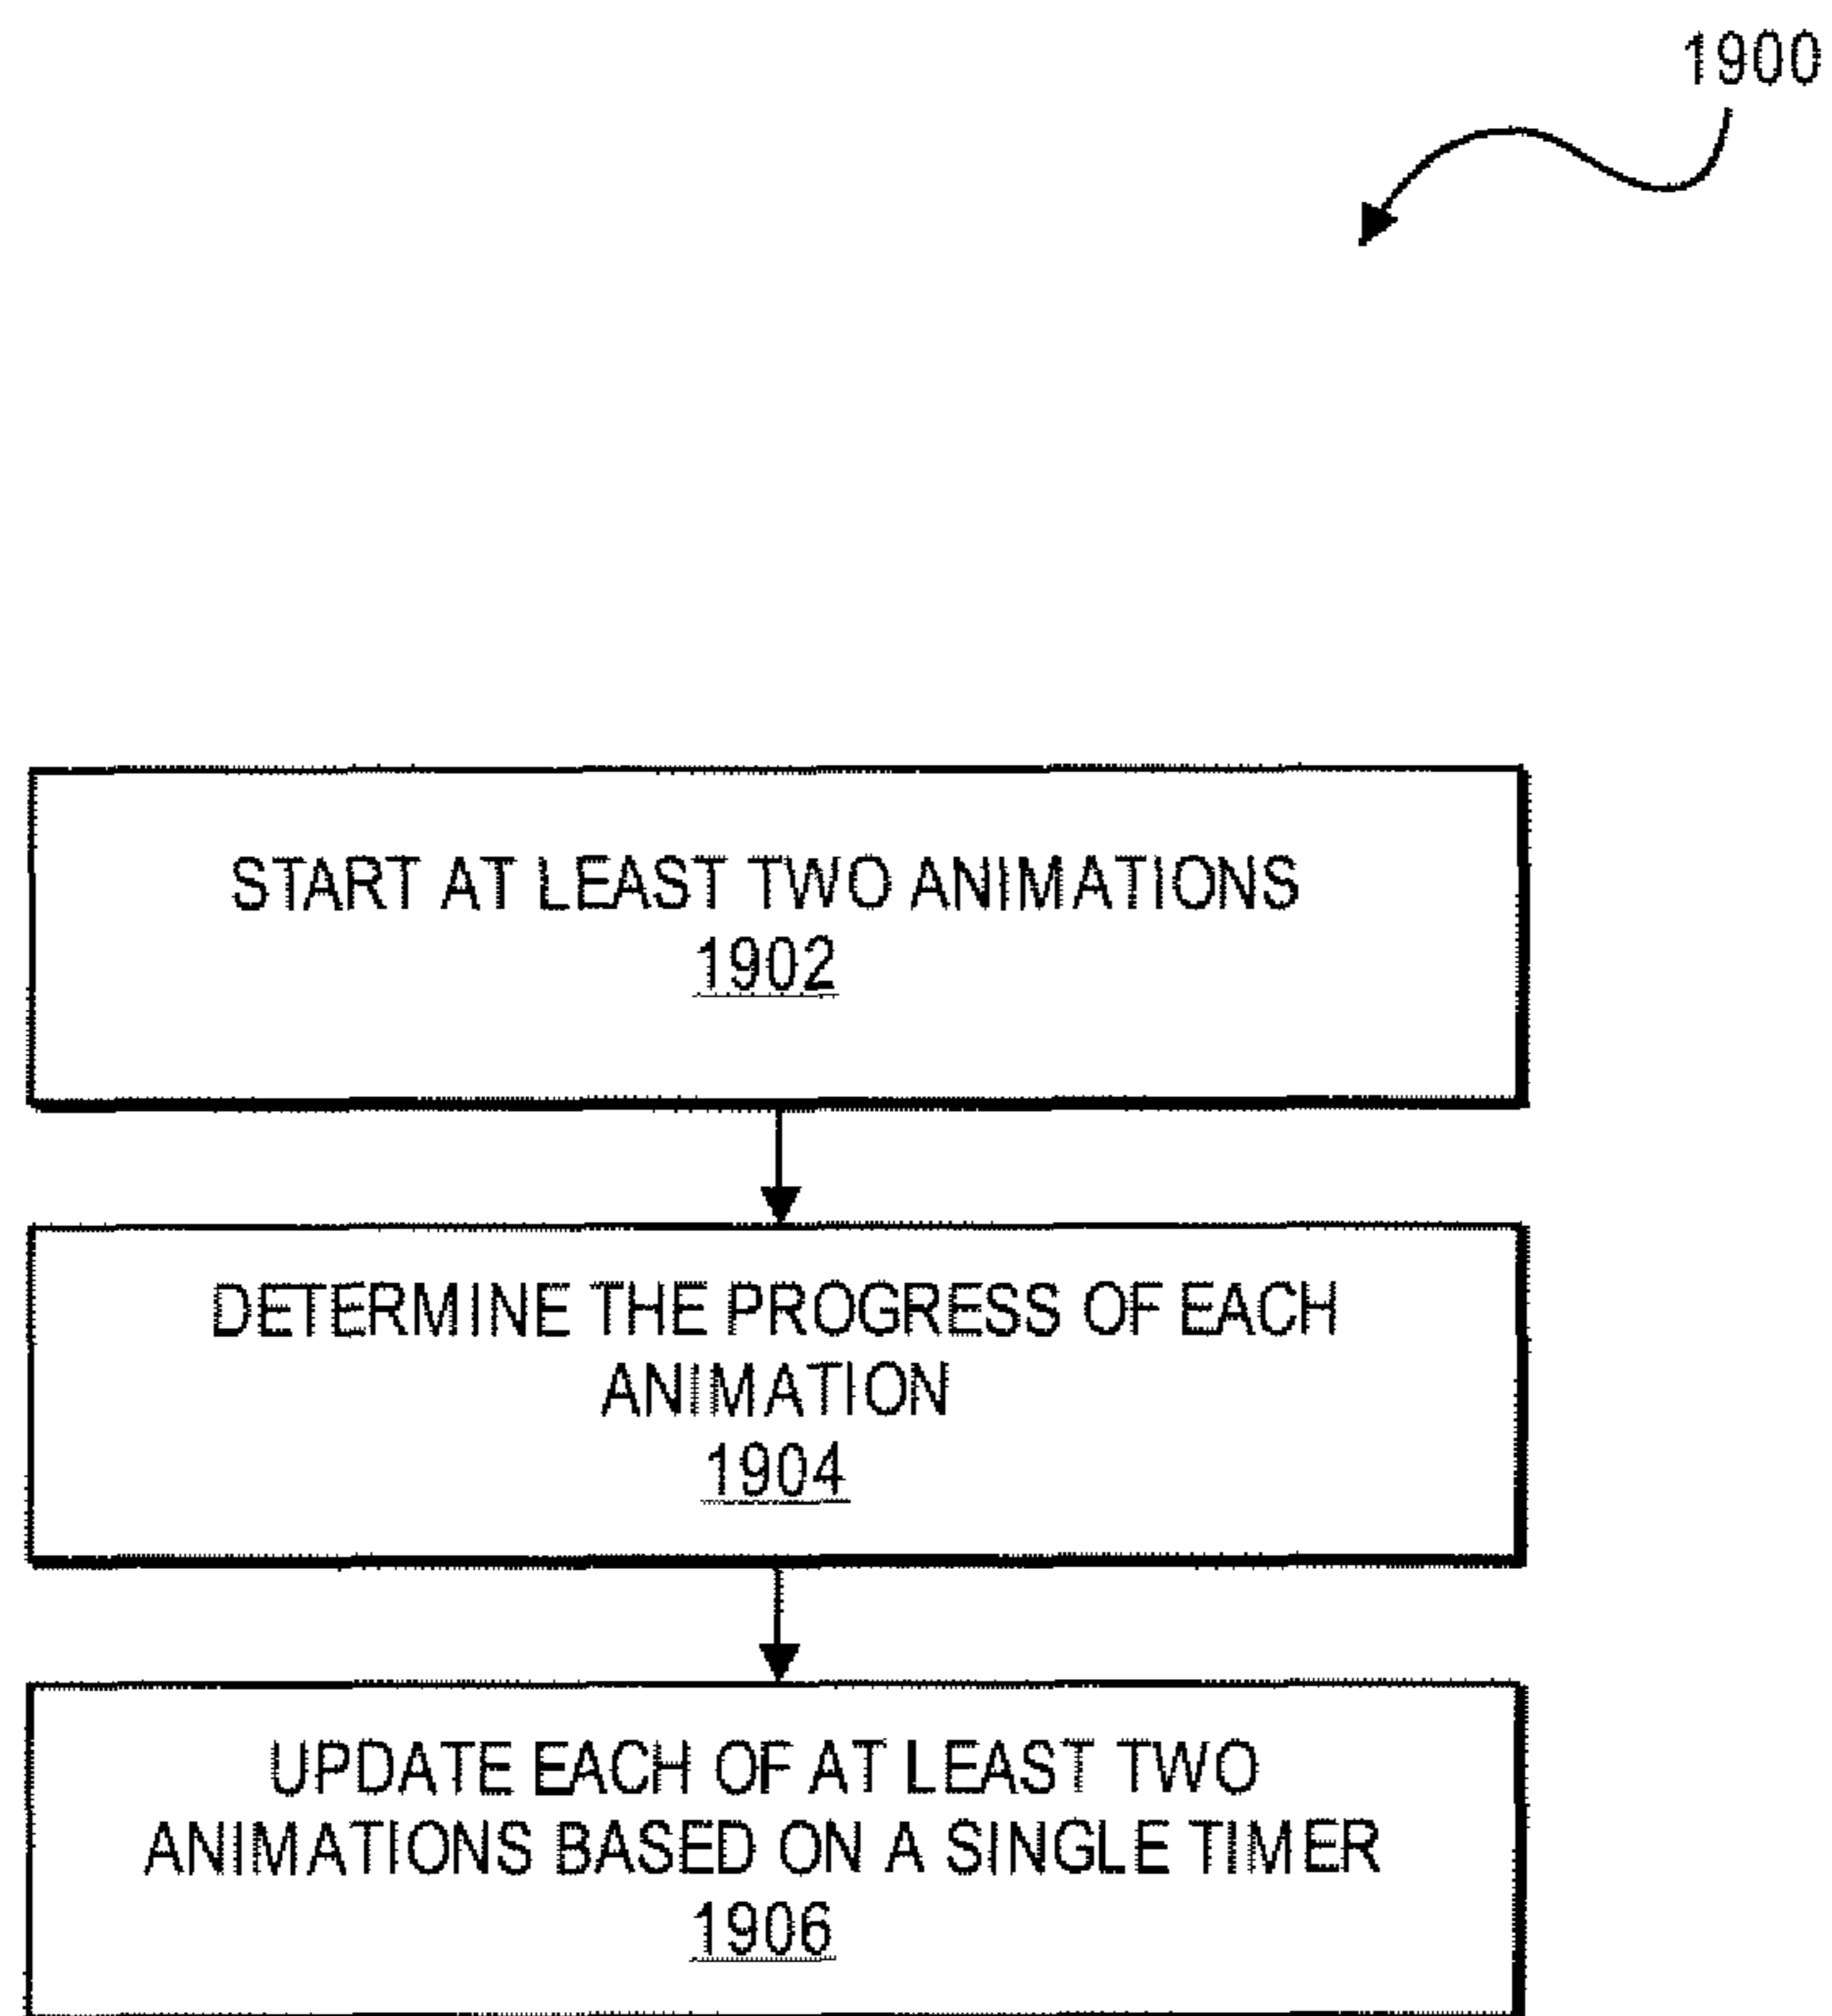 1900
START AT LEAST TWO ANIMATIONS
1902
DETERMINE THE PROGRESS OF EACH
ANIMATION
1904
UPDATE EACH OF AT LEAST TWO
ANIMATIONS BASED ON A SINGLE TIMER
1906